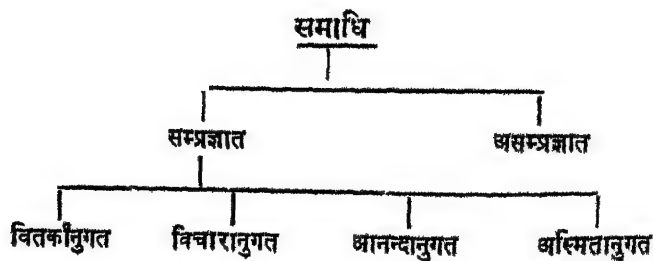 समाधि
सम्प्रज्ञात असम्प्रज्ञात
वितर्कानुगत विचारानुगत आनन्दानुगत अस्मितानुगत